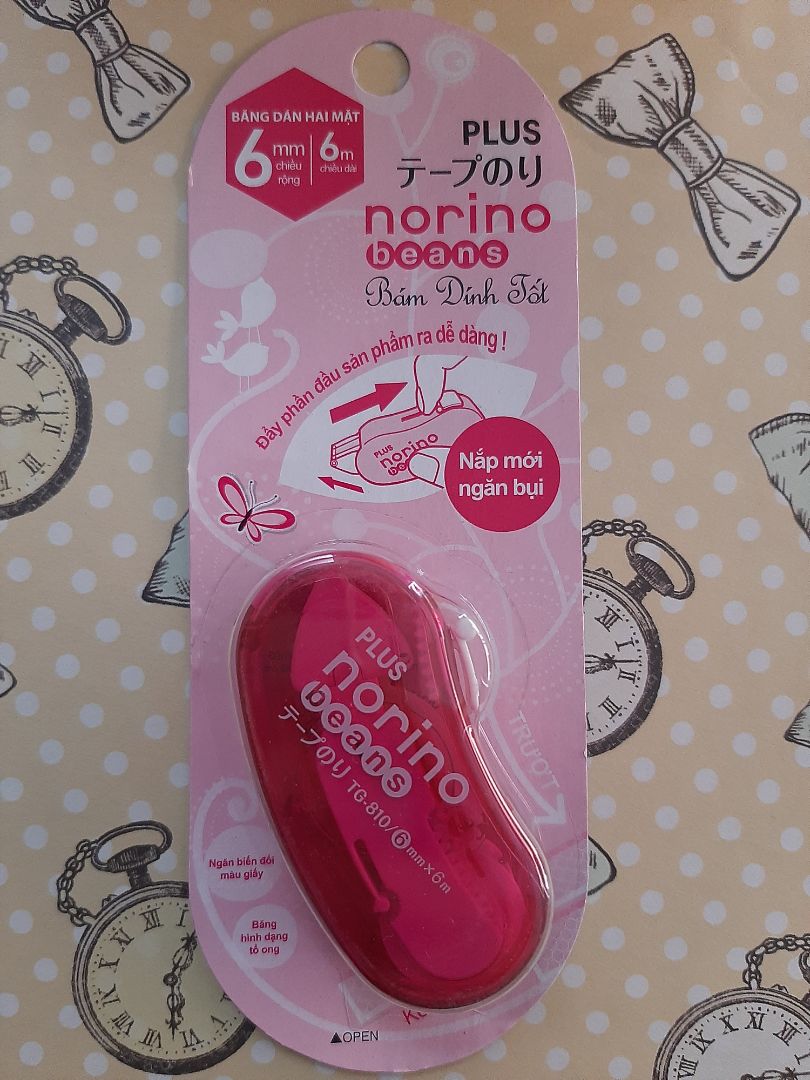 BĂNG DÁN HAI MẶT
6 mm chiều rộng
6m chiều dài
PLUS
テープのり
norino
beans
Bám Dính Tốt
Đẩy phần đầu sản phẩm ra dễ dàng !
PLUS
norino
be
Nắp mới
ngăn bụi
PLUS
norino
beans
テープのり TG-810/6mm×6m
TRƯỢT
Ngăn biến đổi
màu giấy
Băng
hình dạng
tổ ong
▲OPEN